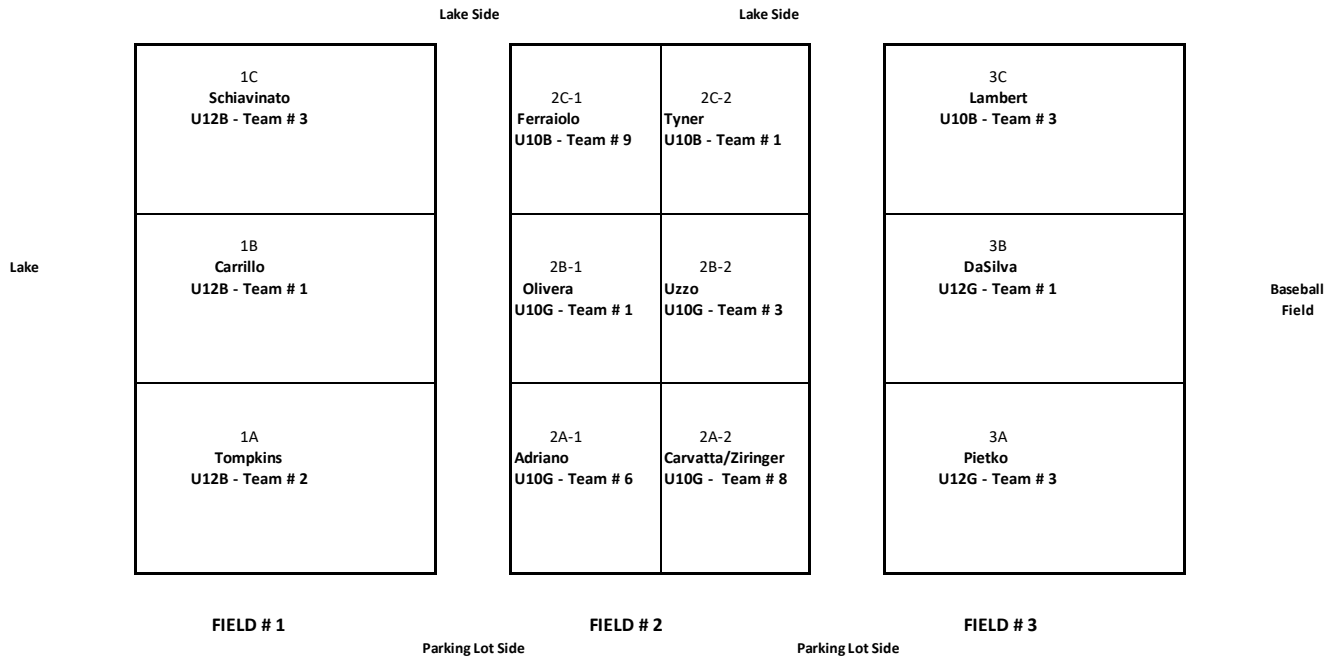 Lake Side
Lake Side
1C
Schiavinato
U12B - Team # 3
2C-1
Ferraiolo
U10B - Team # 9
2C-2
Tyner
U10B - Team # 1
3C
Lambert
U10B - Team # 3
Lake
1B
Carrillo
U12B - Team # 1
2B-1
Olivera
U10G - Team # 1
2B-2
Uzzo
U10G - Team # 3
3B
DaSilva
U12G - Team # 1
Baseball
Field
1A
Tompkins
U12B - Team # 2
2A-1
Adriano
U10G - Team # 6
2A-2
Carvatta/Ziringer
U10G -  Team # 8
3A
Pietko
U12G - Team # 3
FIELD # 1
FIELD # 2
FIELD # 3
Parking Lot Side
Parking Lot Side